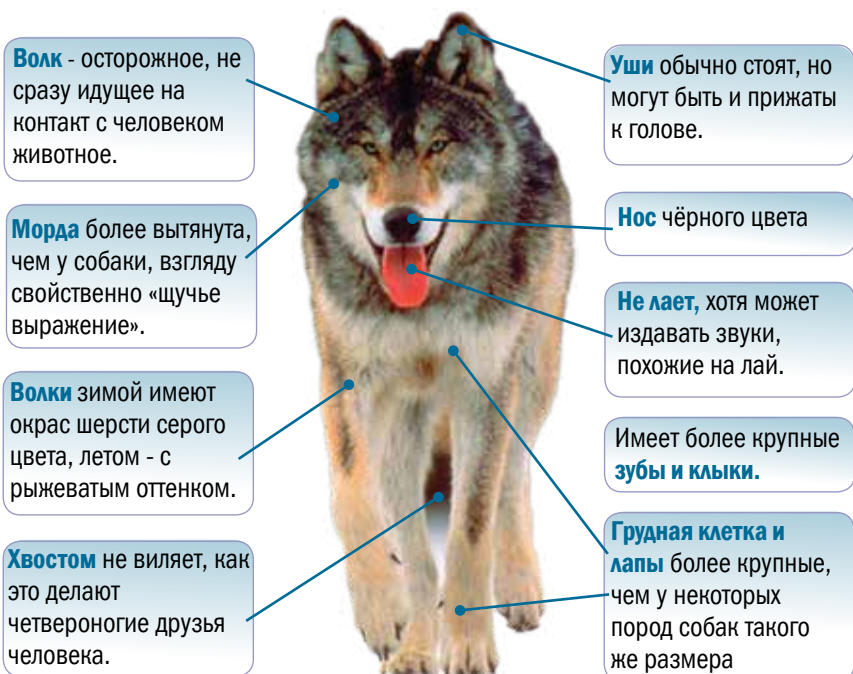 Волк - осторожное, не
сразу идущее на
контакт с человеком
животное.
Морда более вытянута,
чем у собаки, взгляду
свойственно «щучье
выражение».
Волки зимой имеют
окрас шерсти серого
цвета, летом - с
рыжеватым оттенком.
Хвостом не виляет, как
это делают
четвероногие друзья
человека.
Уши обычно стоят, но
могут быть и прижаты
к голове.
Нос чёрного цвета
Не лает, хотя может
издавать звуки,
похожие на лай.
Имеет более крупные
зубы и клыки.
Грудная клетка и
лапы более крупные,
чем у некоторых
пород собак такого
же размера